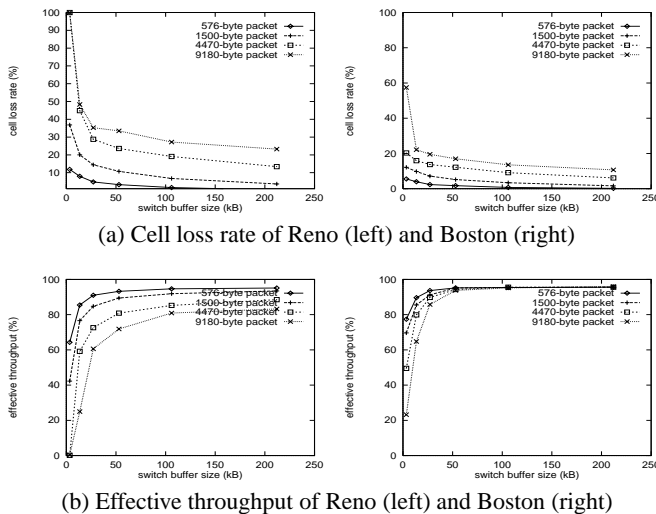 576-byte packet
1500-byte packet
4470-byte packet
9180-byte packet
cell loss rate (%)
100
90
80
70
60
50
40
30
20
10
0 50 100 150 200 250
switch buffer size (kB)
576-byte packet
1500-byte packet
4470-byte packet
9180-byte packet
cell loss rate (%)
100
80
60
40
20
0 50 100 150 200 250
switch buffer size (kB)
(a) Cell loss rate of Reno (left) and Boston (right)
576-byte packet
1500-byte packet
4470-byte packet
9180-byte packet
effective throughput (%)
100
80
60
40
20
0
0 50 100 150 200 250
switch buffer size (kB)
576-byte packet
1500-byte packet
4470-byte packet
9180-byte packet
effective throughput (%)
100
80
60
40
20
0
0 50 100 150 200 250
switch buffer size (kB)
(b) Effective throughput of Reno (left) and Boston (right)